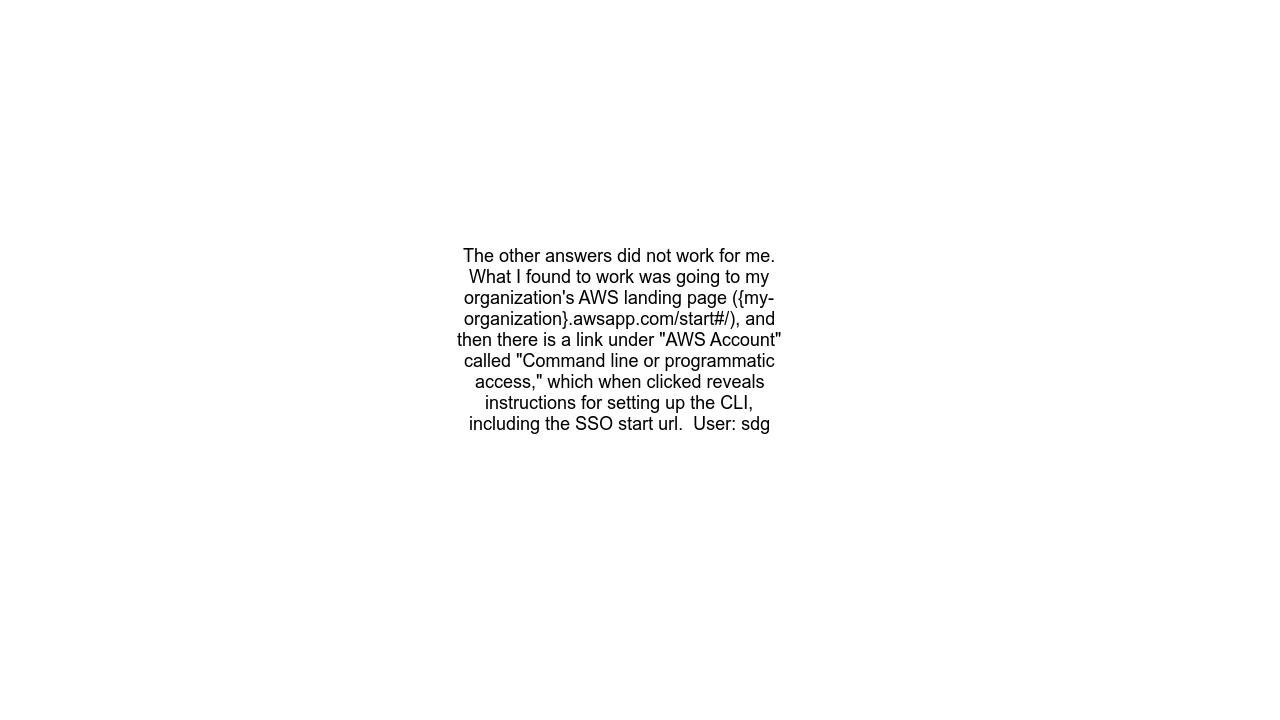 The other answers did not work for me.
What I found to work was going to my
organization's AWS landing page ({my-
organization}.awsapp.com/start#/), and
then there is a link under "AWS Account"
called "Command line or programmatic
access," which when clicked reveals
instructions for setting up the CLI,
including the SSO start url.  User: sdg